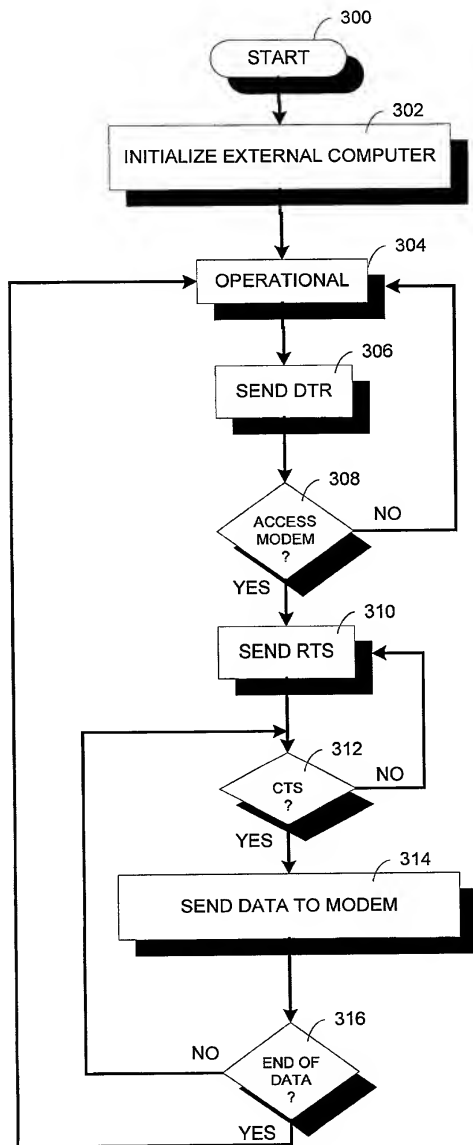 300
START
302
INITIALIZE EXTERNAL COMPUTER
304
OPERATIONAL
306
SEND DTR
308
ACCESS
MODEM
?
NO
YES
310
SEND RTS
312
CTS
?
NO
YES
314
SEND DATA TO MODEM
316
NO
END OF
DATA
?
YES